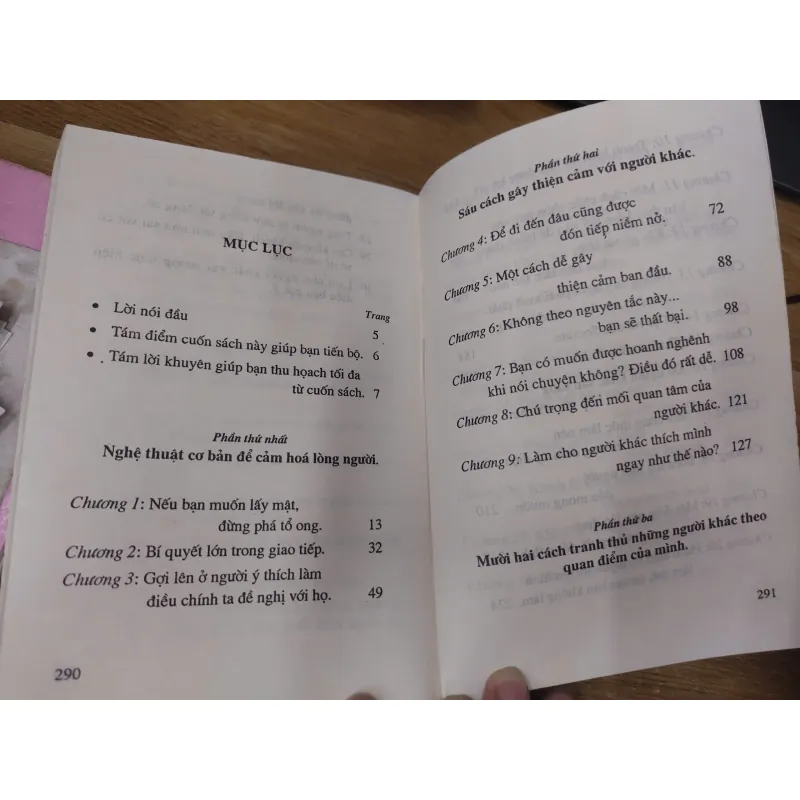 MỤC LỤC
Trang
• Lời nói đầu 5
• Tám điểm cuốn sách này giúp bạn tiến bộ. 6
• Tám lời khuyên giúp bạn thu hoạch tối đa
từ cuốn sách. 7
Phần thứ nhất
Nghệ thuật cơ bản để cảm hoá lòng người.
Chương 1: Nếu bạn muốn lấy mật,
đừng phá tổ ong. 13
Chương 2: Bí quyết lớn trong giao tiếp. 32
Chương 3: Gợi lên ở người ý thích làm
điều chính ta đề nghị với họ. 49
290
Phần thứ hai
Sáu cách gây thiện cảm với người khác.
Chương 4: Để đi đến đâu cũng được
đón tiếp niềm nở. 72
Chương 5: Một cách dễ gây
thiện cảm ban đầu. 88
Chương 6: Không theo nguyên tắc này...
bạn sẽ thất bại. 98
Chương 7: Bạn có muốn được hoanh nghênh
khi nói chuyện không? Điều đó rất dễ. 108
Chương 8: Chú trọng đến mối quan tâm của
người khác. 121
Chương 9: Làm cho người khác thích mình
ngay như thế nào? 127
Phần thứ ba
Mười hai cách tranh thủ những người khác theo
quan điểm của mình.
291